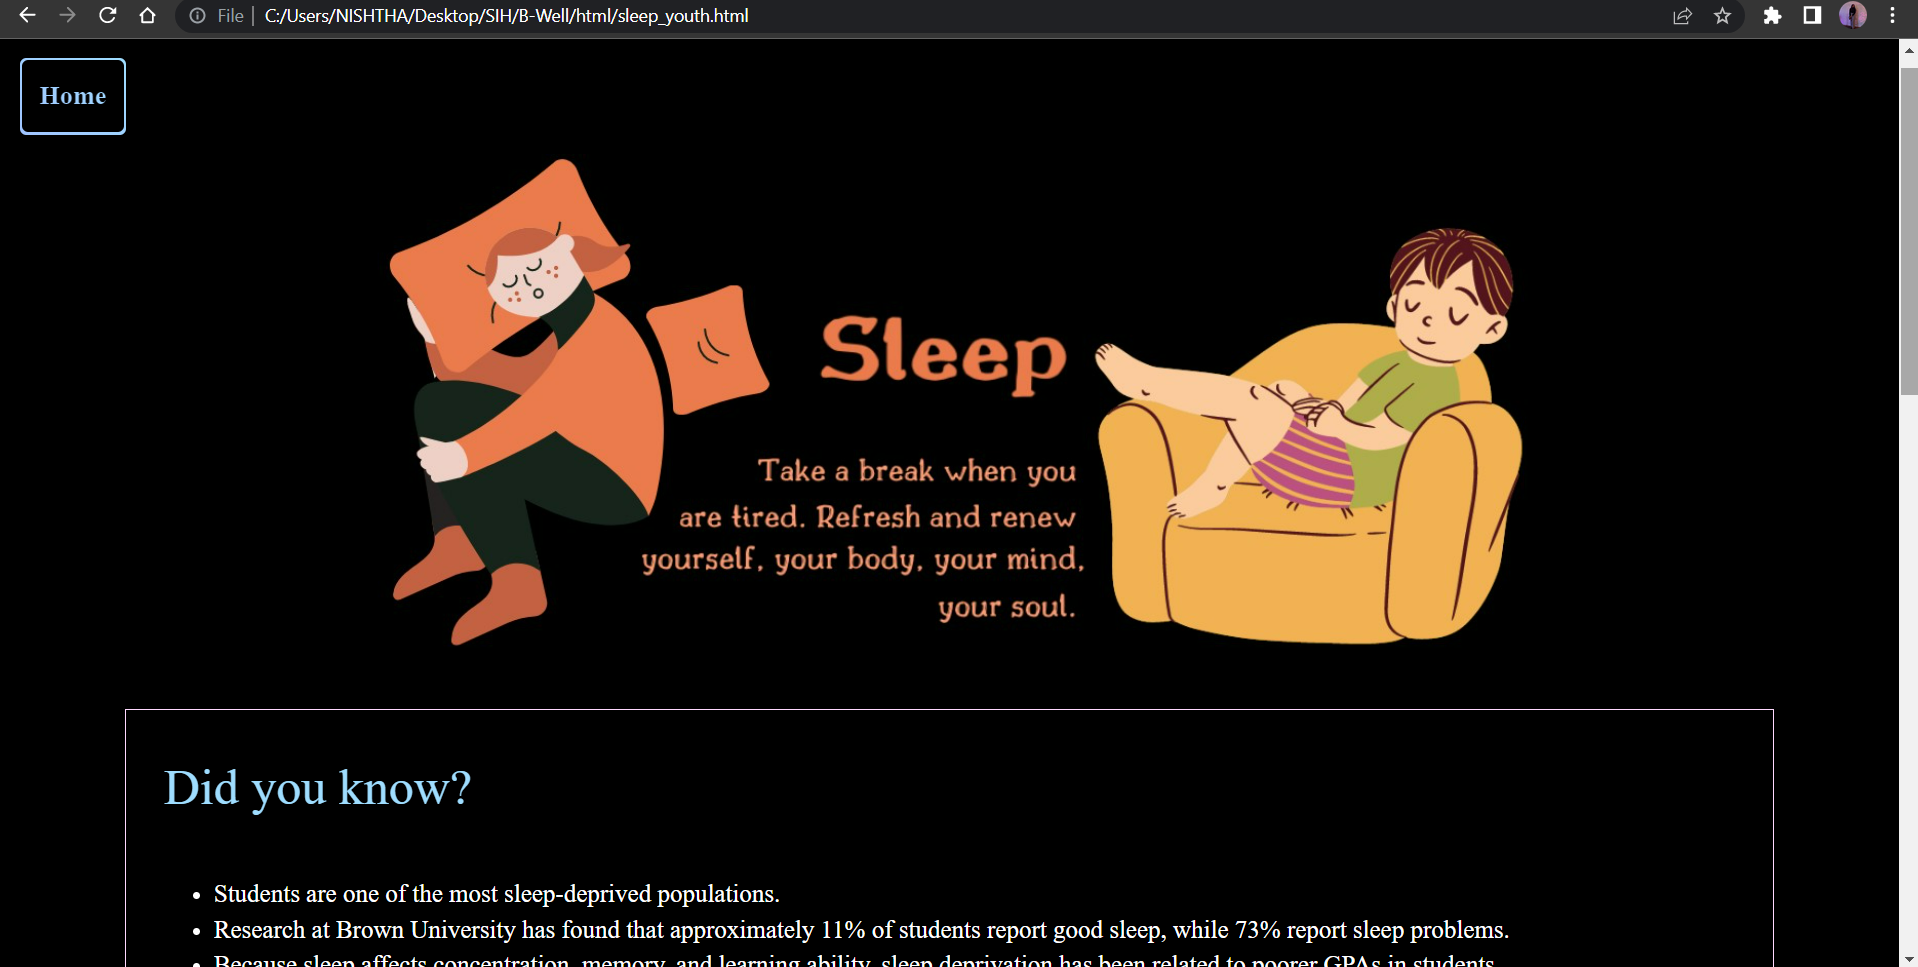 File C:/Users/NISHTHA/Desktop/SIH/B-Well/html/sleep_youth.html
Home
Sleep
Take a break when you
are tired. Refresh and renew
yourself, your body, your mind,
your soul.
Did you know?
• Students are one of the most sleep-deprived populations.
• Research at Brown University has found that approximately 11% of students report good sleep, while 73% report sleep problems.
• Because sleep affects concentration, memory, and learning ability, sleep deprivation has been related to poorer GPAs in students.